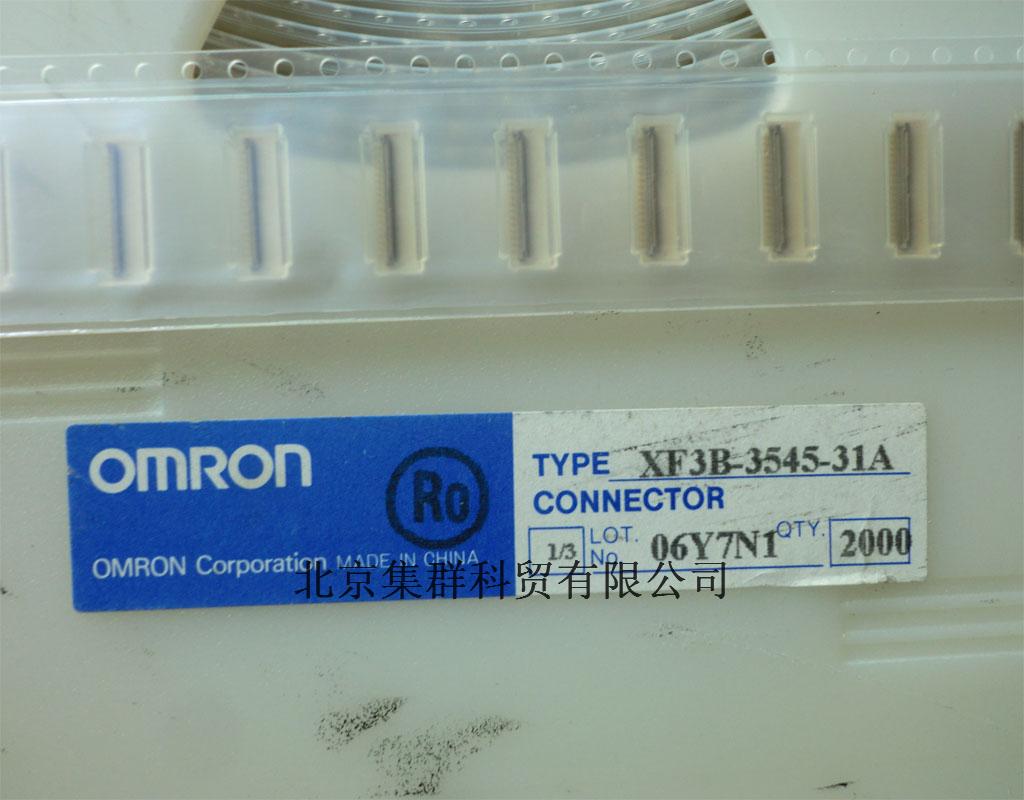 OMRON
Ro
OMRON Corporation MADE IN CHINA
TYPE XF3B-3545-31A
CONNECTOR
1/3 LOT. No. 06Y7N1 QTY. 2000
北京集群科贸有限公司